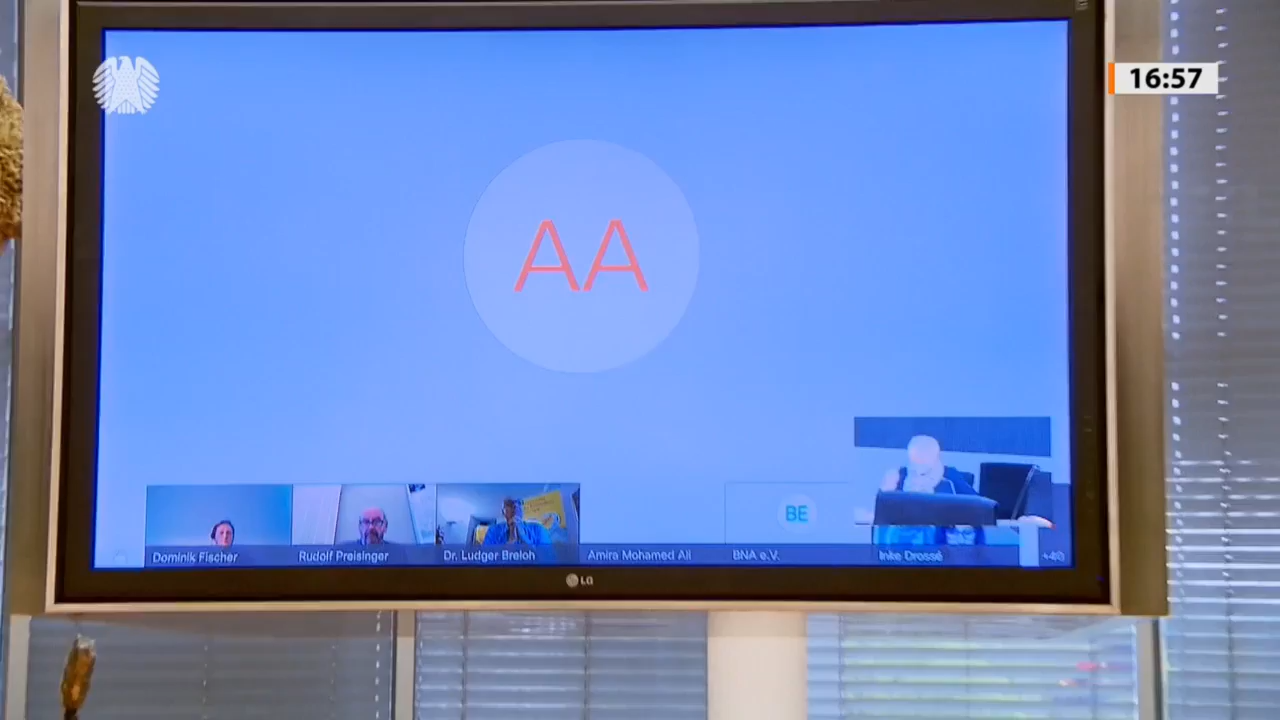 16:57
AA
BE
Dominik Fischer
Rudolf Preisinger
Dr. Ludger Breloh
Amira Mohamed Ali
BNA e.V.
Inke Drossé
+40
LG